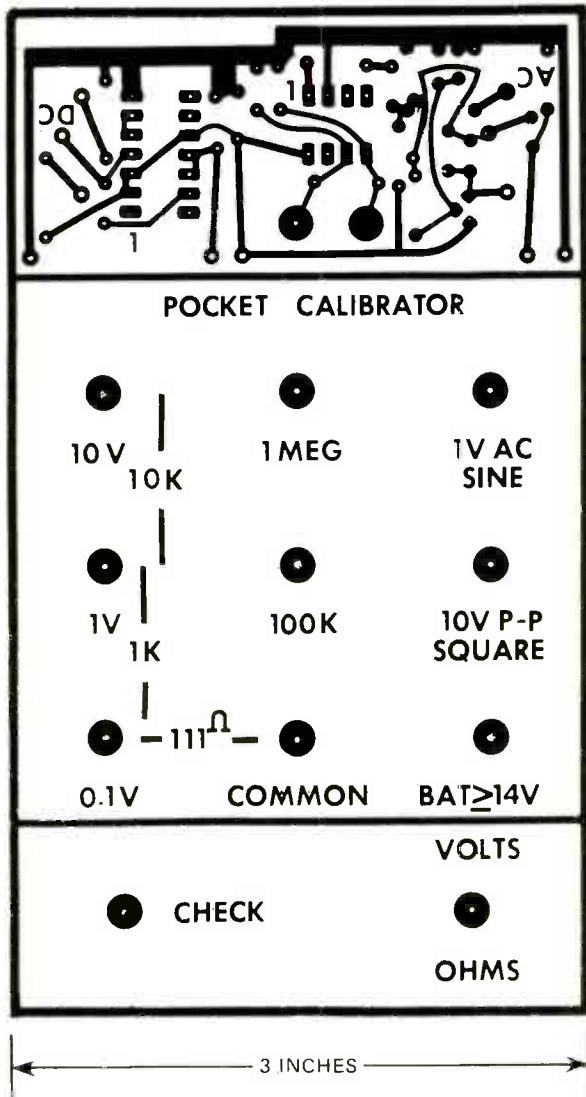 DC
1
1
AC
POCKET CALIBRATOR
10V
1 MEG
1V AC
SINE
10K
1V
100K
10V P-P
SQUARE
1K
111Ω
0.1V
COMMON
BAT≥14V
VOLTS
CHECK
OHMS
3 INCHES